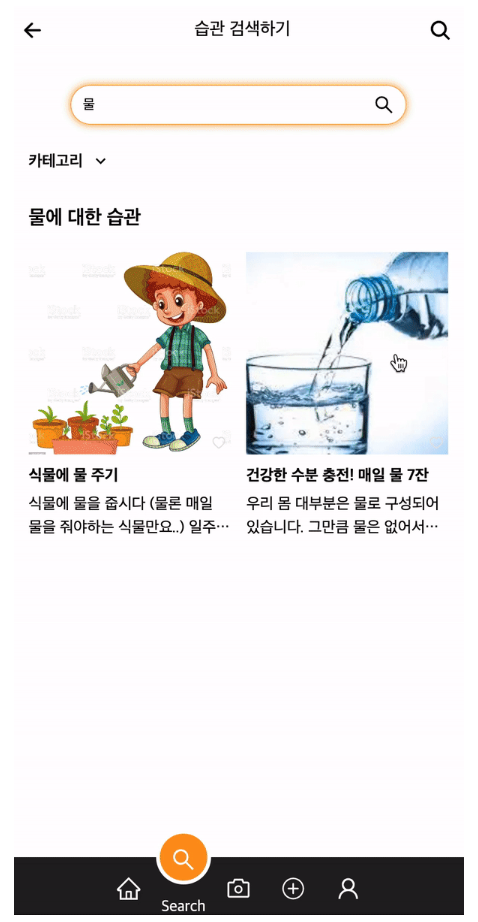 습관 검색하기
물
카테고리
물에 대한 습관
iStock
식물에 물 주기
건강한 수분 충전! 매일 물 7잔
식물에 물을 줍시다 (물론 매일
물을 줘야하는 식물만요..) 일주…
우리 몸 대부분은 물로 구성되어
있습니다. 그만큼 물은 없어서…
Search